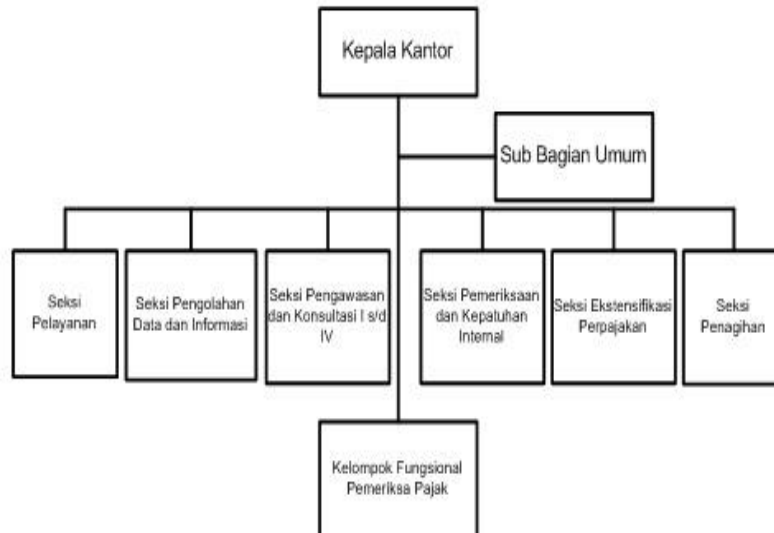 Kepala Kantor
Sub Bagian Umum
Seksi
Pelayanan
Seksi Pengolahan
Data dan Informasi
Seksi Pengawasan
dan Konsultasi I s/d
IV
Seksi Pemeriksaan
dan Kepatuhan
Internal
Seksi Ekstensifikasi
Perpajakan
Seksi
Penagihan
Kelompok Fungsional
Pemeriksa Pajak